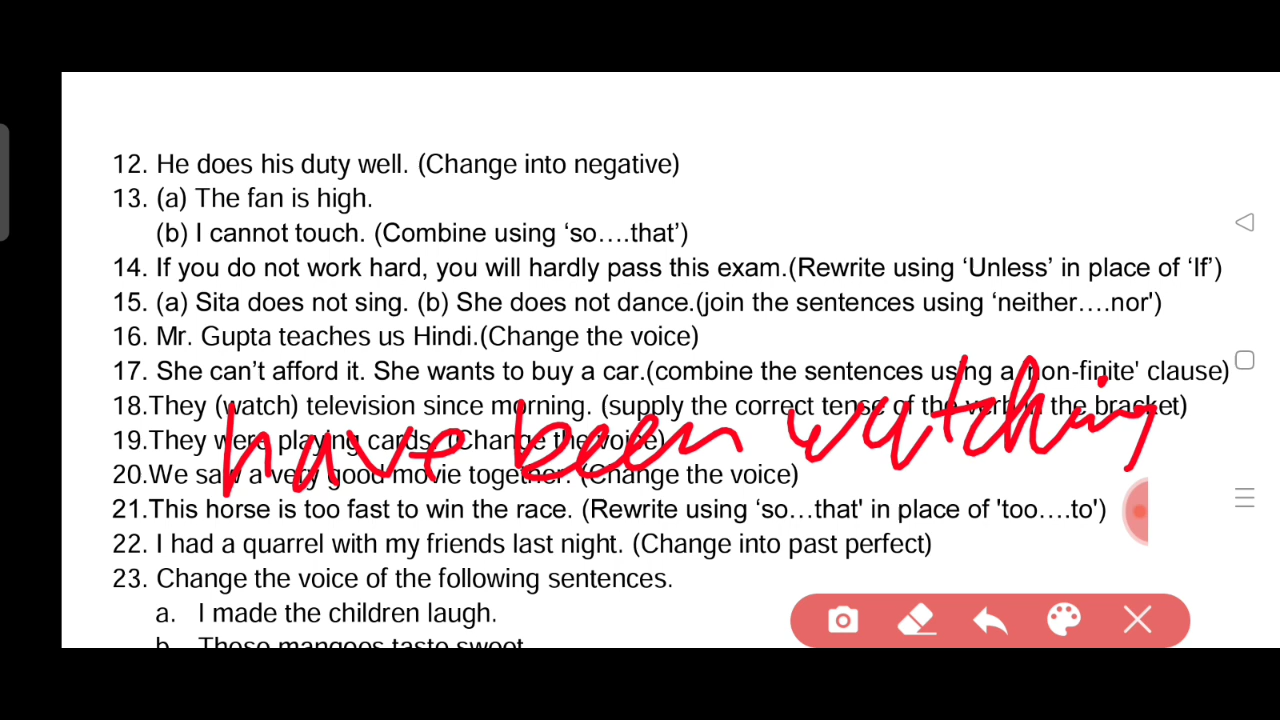 12. He does his duty well. (Change into negative)
13. (a) The fan is high.
(b) I cannot touch. (Combine using ‘so….that’)
14. If you do not work hard, you will hardly pass this exam.(Rewrite using ‘Unless’ in place of ‘If’)
15. (a) Sita does not sing. (b) She does not dance.(join the sentences using ‘neither….nor')
16. Mr. Gupta teaches us Hindi.(Change the voice)
17. She can’t afford it. She wants to buy a car.(combine the sentences using a 'non-finite' clause)
18.They (watch) television since morning. (supply the correct tense of the verb in the bracket)
have been watching
19.They were playing cards. (Change the voice)
20.We saw a very good movie together. (Change the voice)
21.This horse is too fast to win the race. (Rewrite using ‘so…that' in place of 'too….to')
22. I had a quarrel with my friends last night. (Change into past perfect)
23. Change the voice of the following sentences.
a. I made the children laugh.
b. Those mangoes taste sweet.